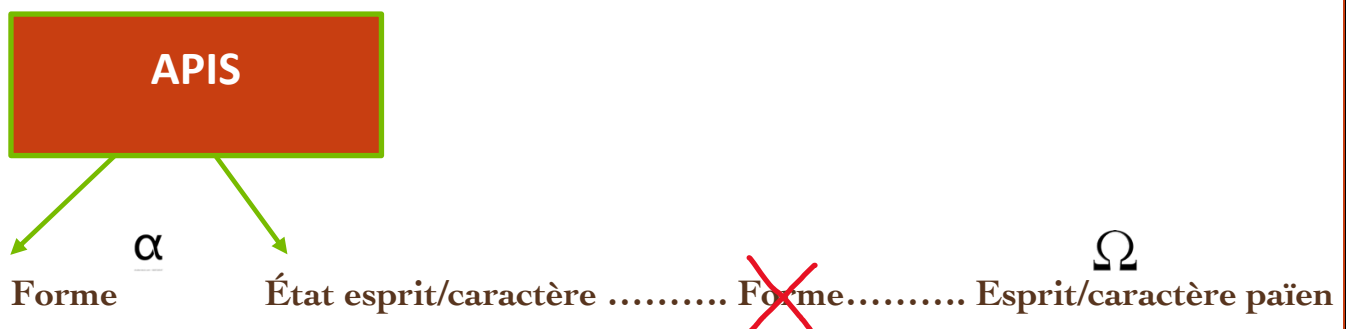 APIS
α Ω
Forme État esprit/caractère .......... Forme.......... Esprit/caractère païen